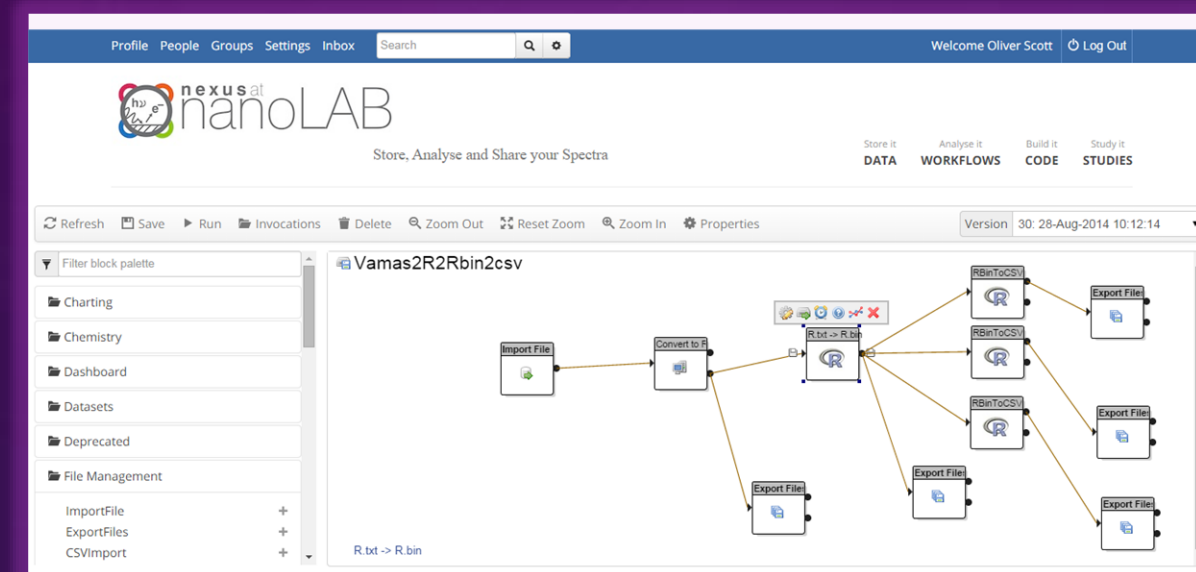 Profile People Groups Settings Inbox Search Welcome Oliver Scott Log Out
nexus at
nanoLAB
hν e-
Store, Analyse and Share your Spectra
Store it Analyse it Build it Study it
DATA WORKFLOWS CODE STUDIES
Refresh Save Run Invocations Delete Zoom Out Reset Zoom Zoom In Properties Version 30: 28-Aug-2014 10:12:14
Filter block palette
Charting
Chemistry
Dashboard
Datasets
Deprecated
File Management
ImportFile +
ExportFiles +
CSVImport +
Vamas2R2Rbin2csv
Import File
Convert to R
R.txt -> R.bin
R
RBinToCSV
R
RBinToCSV
R
RBinToCSV
R
Export Files
Export Files
Export Files
Export Files
Export Files
R.txt -> R.bin